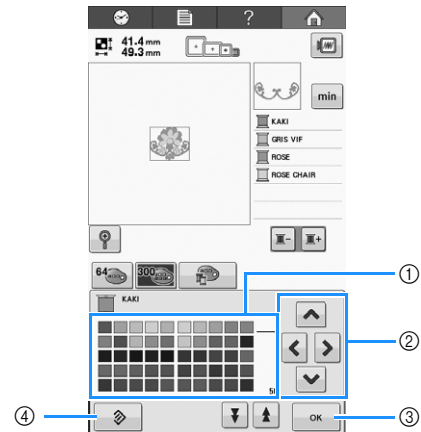 ?
41.4 mm
49.3 mm
min
KAKI
GRIS VIF
ROSE
ROSE CHAIR
64
300
①
KAKI
②
④
OK
③